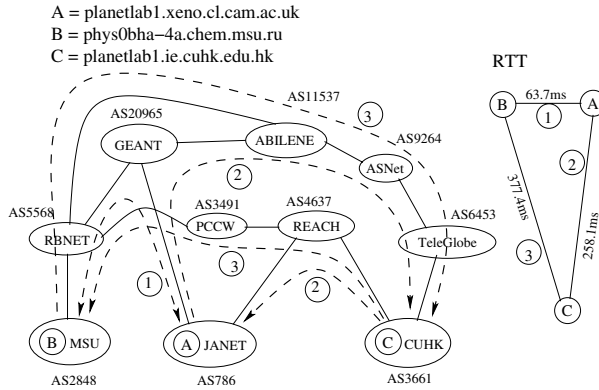 A = planetlab1.xeno.cl.cam.ac.uk
B = phys0bha-4a.chem.msu.ru
C = planetlab1.ie.cuhk.edu.hk
RTT
63.7ms
B
A
1
2
377.4ms
258.1ms
3
C
AS11537
3
AS20965
GEANT
ABILENE
AS9264
ASNet
2
AS5568
AS3491
AS4637
AS6453
RBNET
PCCW
REACH
TeleGlobe
3
1
2
B MSU
A JANET
C CUHK
AS2848
AS786
AS3661